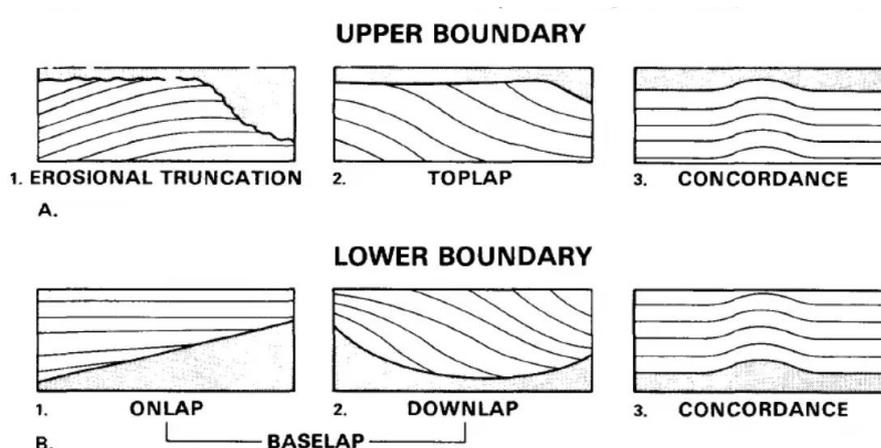 UPPER BOUNDARY
1. EROSIONAL TRUNCATION 2. TOPLAP 3. CONCORDANCE
A.
LOWER BOUNDARY
1. ONLAP 2. DOWNLAP 3. CONCORDANCE
B. BASELAP